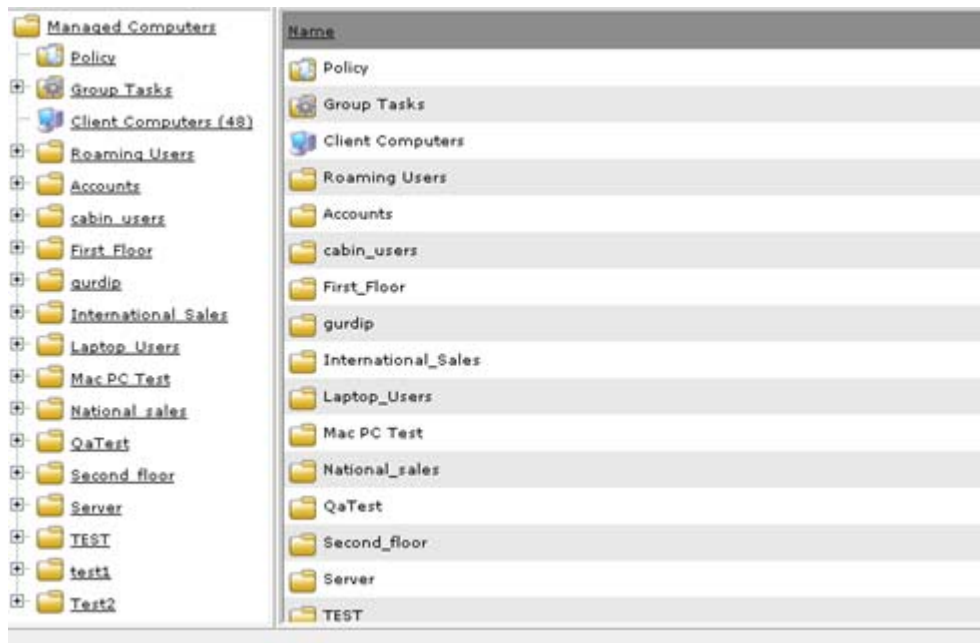 Managed Computers
Policy
Group Tasks
Client Computers (48)
Roaming Users
Accounts
cabin_users
First_Floor
gurdip
International_Sales
Laptop_Users
Mac PC Test
National_sales
QaTest
Second_floor
Server
TEST
test1
Test2
Name
Policy
Group Tasks
Client Computers
Roaming Users
Accounts
cabin_users
First_Floor
gurdip
International_Sales
Laptop_Users
Mac PC Test
National_sales
QaTest
Second_floor
Server
TEST